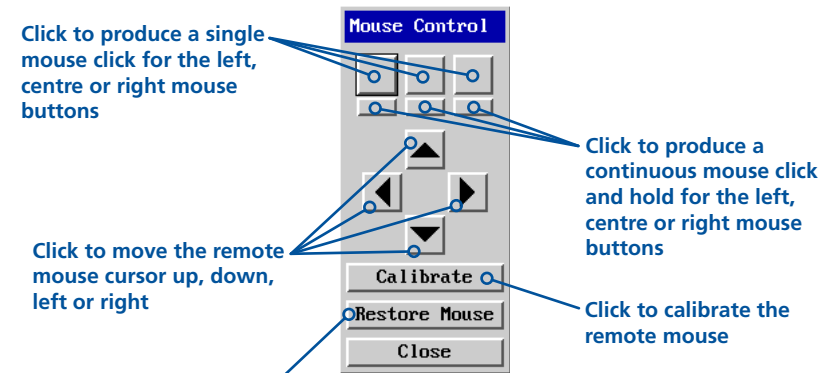 Mouse Control
Click to produce a single
mouse click for the left,
centre or right mouse
buttons
Click to produce a
continuous mouse click
and hold for the left,
centre or right mouse
buttons
Click to move the remote
mouse cursor up, down,
left or right
Calibrate
Click to calibrate the
remote mouse
Restore Mouse
Close